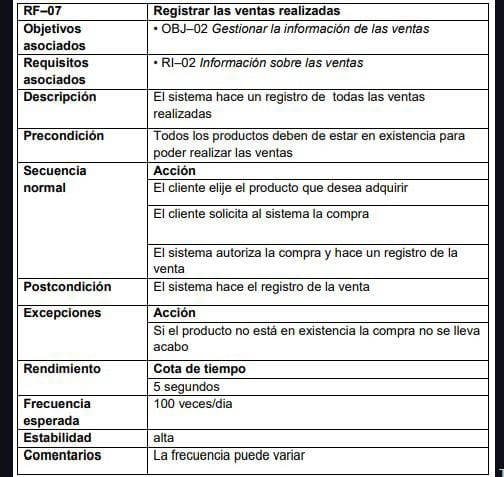 RF–07 Registrar las ventas realizadas
Objetivos asociados
• OBJ–02 Gestionar la información de las ventas
Requisitos asociados
• RI–02 Información sobre las ventas
Descripción
El sistema hace un registro de todas las ventas
realizadas
Precondición
Todos los productos deben de estar en existencia para
poder realizar las ventas
Secuencia
normal
Acción
El cliente elije el producto que desea adquirir
El cliente solicita al sistema la compra
El sistema autoriza la compra y hace un registro de la
venta
Postcondición
El sistema hace el registro de la venta
Excepciones
Acción
Si el producto no está en existencia la compra no se lleva
acabo
Rendimiento
Cota de tiempo
5 segundos
Frecuencia
esperada
100 veces/dia
Estabilidad
alta
Comentarios
La frecuencia puede variar